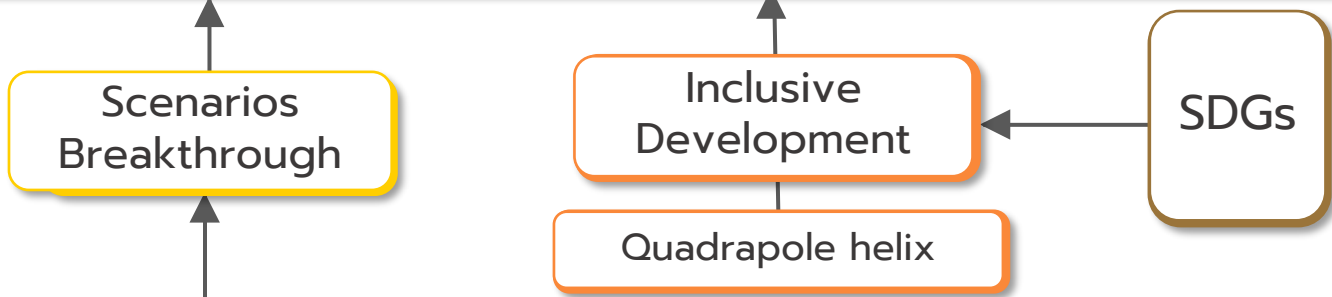 Scenarios
Breakthrough
Inclusive
Development
SDGs
Quadrapole helix